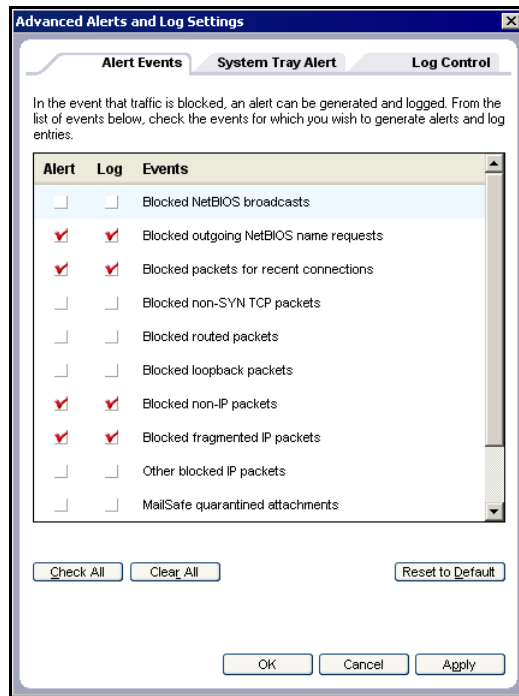 Advanced Alerts and Log Settings
Alert Events System Tray Alert Log Control
In the event that traffic is blocked, an alert can be generated and logged. From the
list of events below, check the events for which you wish to generate alerts and log
entries.
Alert Log Events
Blocked NetBIOS broadcasts
Blocked outgoing NetBIOS name requests
Blocked packets for recent connections
Blocked non-SYN TCP packets
Blocked routed packets
Blocked loopback packets
Blocked non-IP packets
Blocked fragmented IP packets
Other blocked IP packets
MailSafe quarantined attachments
Check All Clear All Reset to Default
OK Cancel Apply